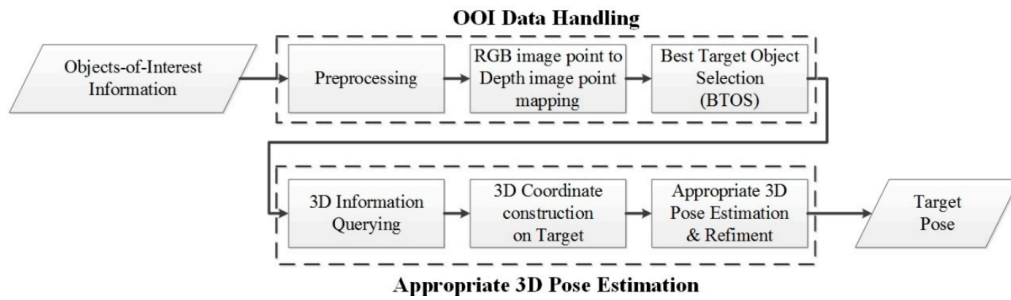 OOI Data Handling
Objects-of-Interest
Information
Preprocessing
RGB image point to
Depth image point
mapping
Best Target Object
Selection
(BTOS)
3D Information
Querying
3D Coordinate
construction
on Target
Appropriate 3D
Pose Estimation
& Refiment
Target
Pose
Appropriate 3D Pose Estimation